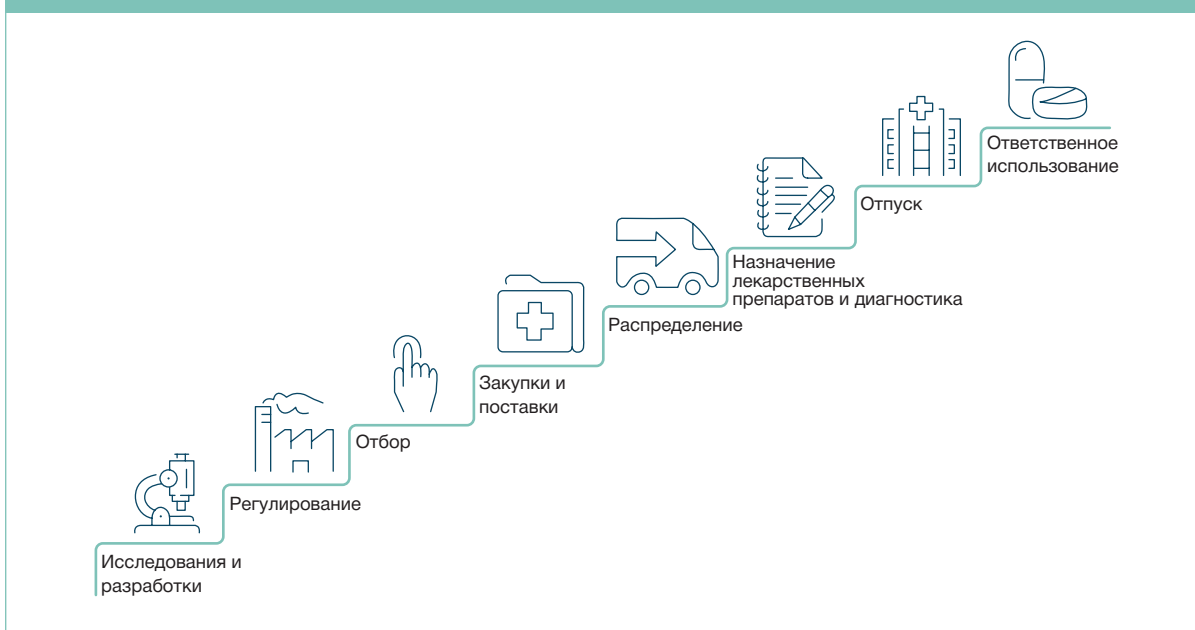 Ответственное
использование
Отпуск
Назначение
лекарственных
препаратов и диагностика
Распределение
Закупки и
поставки
Отбор
Регулирование
Исследования и
разработки